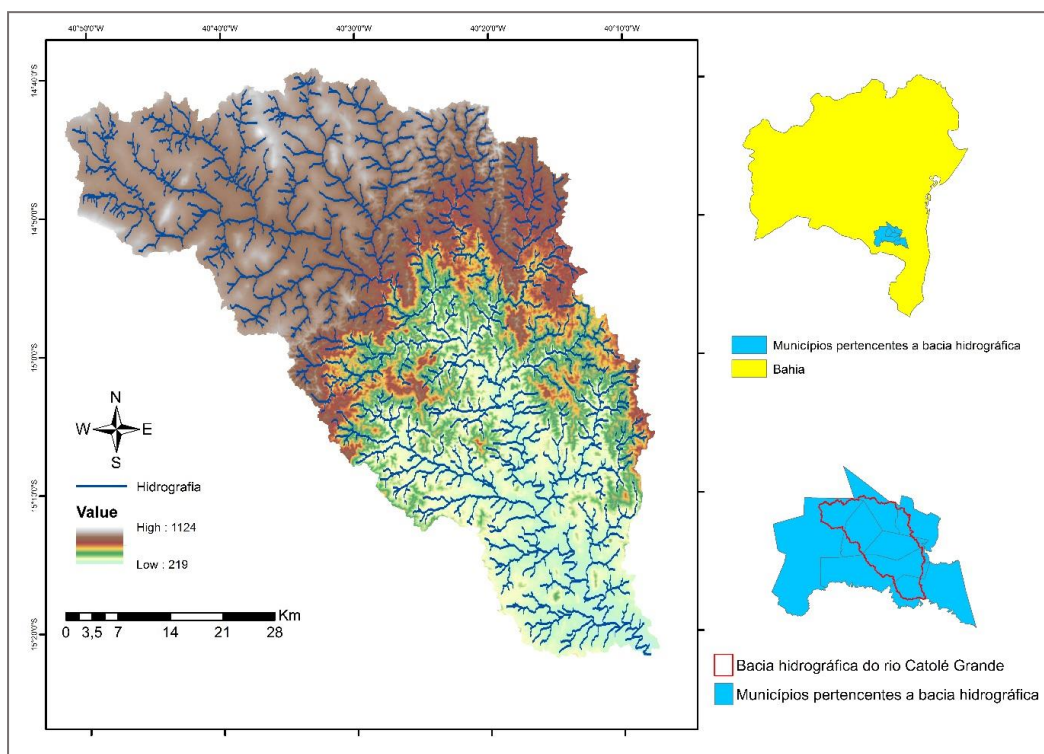 40°50'0"W 40°40'0"W 40°30'0"W 40°20'0"W 40°10'0"W
14°40'0"S
14°50'0"S
15°0'0"S
15°10'0"S
15°20'0"S
N
W E
S
Hidrografia
Value
High : 1124
Low : 219
Km
0 3,5 7 14 21 28
Municípios pertencentes a bacia hidrográfica
Bahia
Bacia hidrográfica do rio Catolé Grande
Municípios pertencentes a bacia hidrográfica